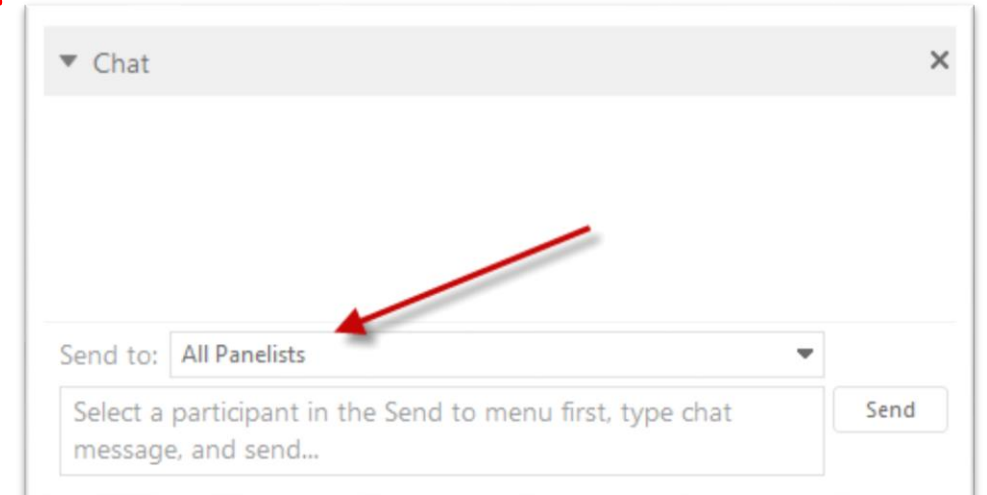 Chat
Send to: All Panelists
Select a participant in the Send to menu first, type chat
message, and send...
Send